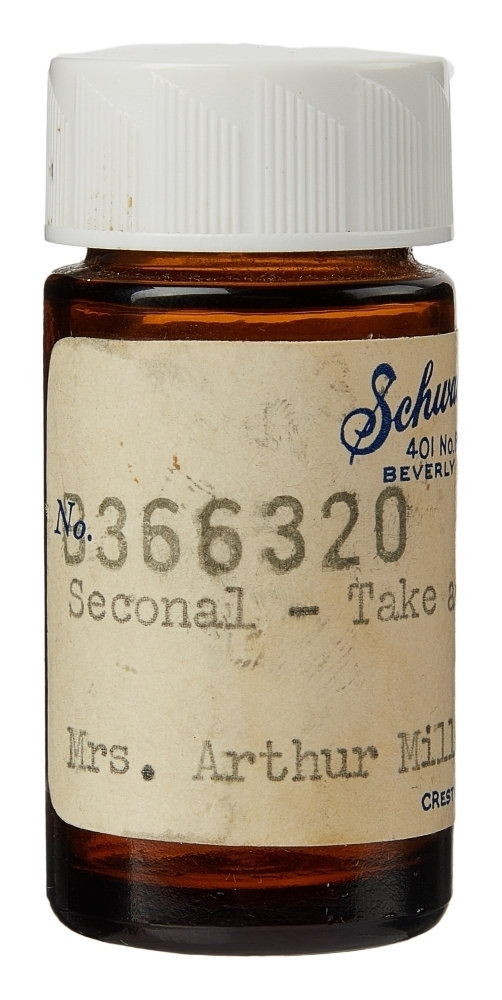 Schwa
401 No.
BEVERLY
No. B366320
Seconal - Take a
Mrs. Arthur Mill
CREST